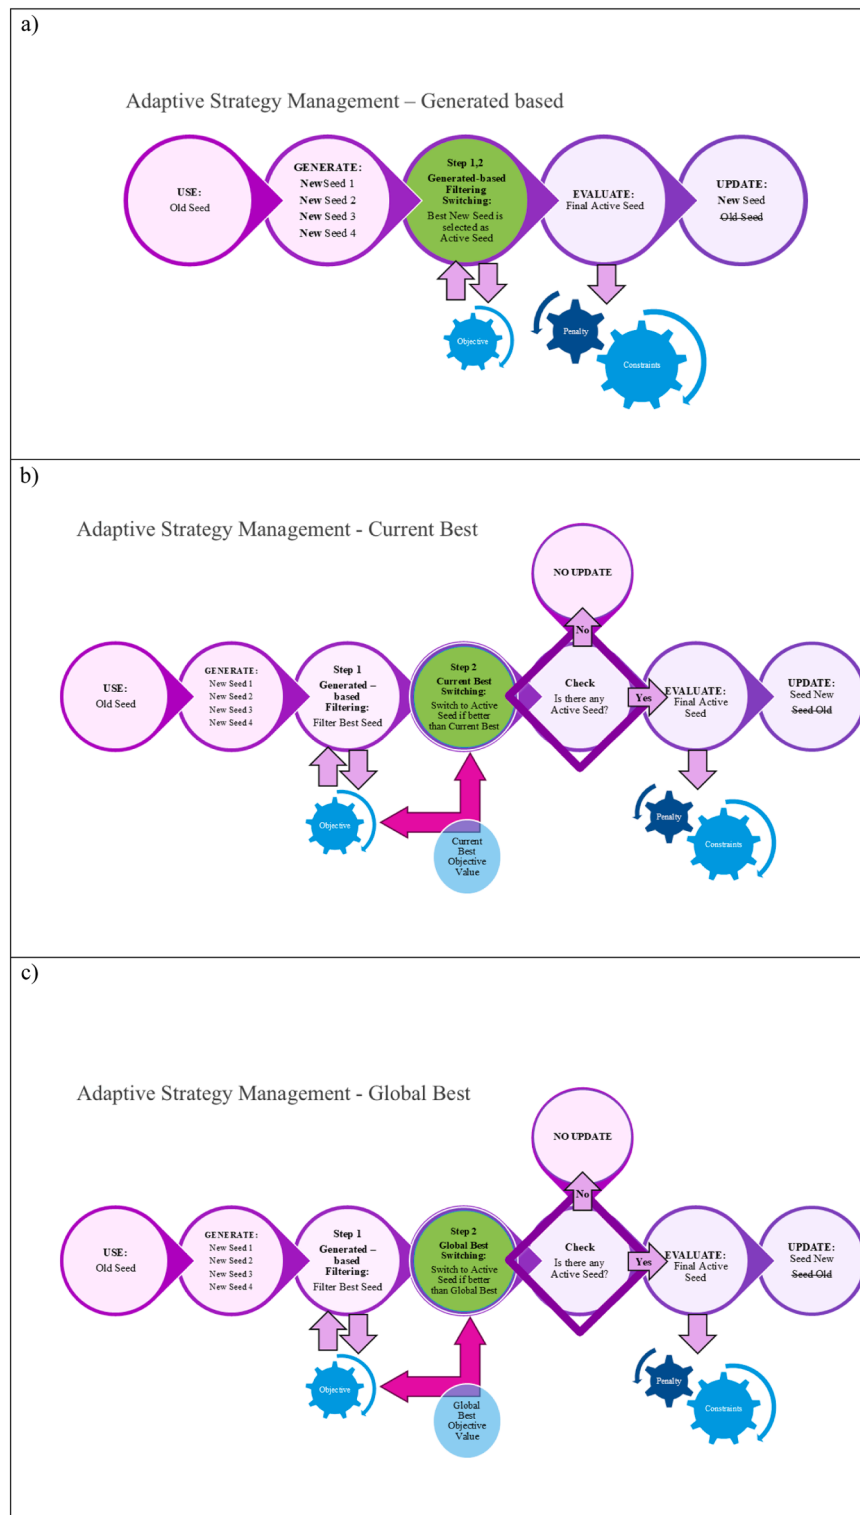 a)
Adaptive Strategy Management – Generated based
USE:
Old Seed
GENERATE:
New Seed 1
New Seed 2
New Seed 3
New Seed 4
Step 1,2
Generated-based
Filtering
Switching:
Best New Seed is
selected as
Active Seed
EVALUATE:
Final Active Seed
UPDATE:
New Seed
Old Seed
Objective
Penalty
Constraints
b)
Adaptive Strategy Management - Current Best
NO UPDATE
No
USE:
Old Seed
GENERATE:
New Seed 1
New Seed 2
New Seed 3
New Seed 4
Step 1
Generated –
based
Filtering:
Filter Best Seed
Step 2
Current Best
Switching:
Switch to Active
Seed if better
than Current Best
Check
Is there any
Active Seed?
Yes
EVALUATE:
Final Active
Seed
UPDATE:
Seed New
Seed Old
Objective
Current
Best
Objective
Value
Penalty
Constraints
c)
Adaptive Strategy Management - Global Best
NO UPDATE
No
USE:
Old Seed
GENERATE:
New Seed 1
New Seed 2
New Seed 3
New Seed 4
Step 1
Generated –
based
Filtering:
Filter Best Seed
Step 2
Global Best
Switching:
Switch to Active
Seed if better
than Global Best
Check
Is there any
Active Seed?
Yes
EVALUATE:
Final Active
Seed
UPDATE:
Seed New
Seed Old
Objective
Global
Best
Objective
Value
Penalty
Constraints